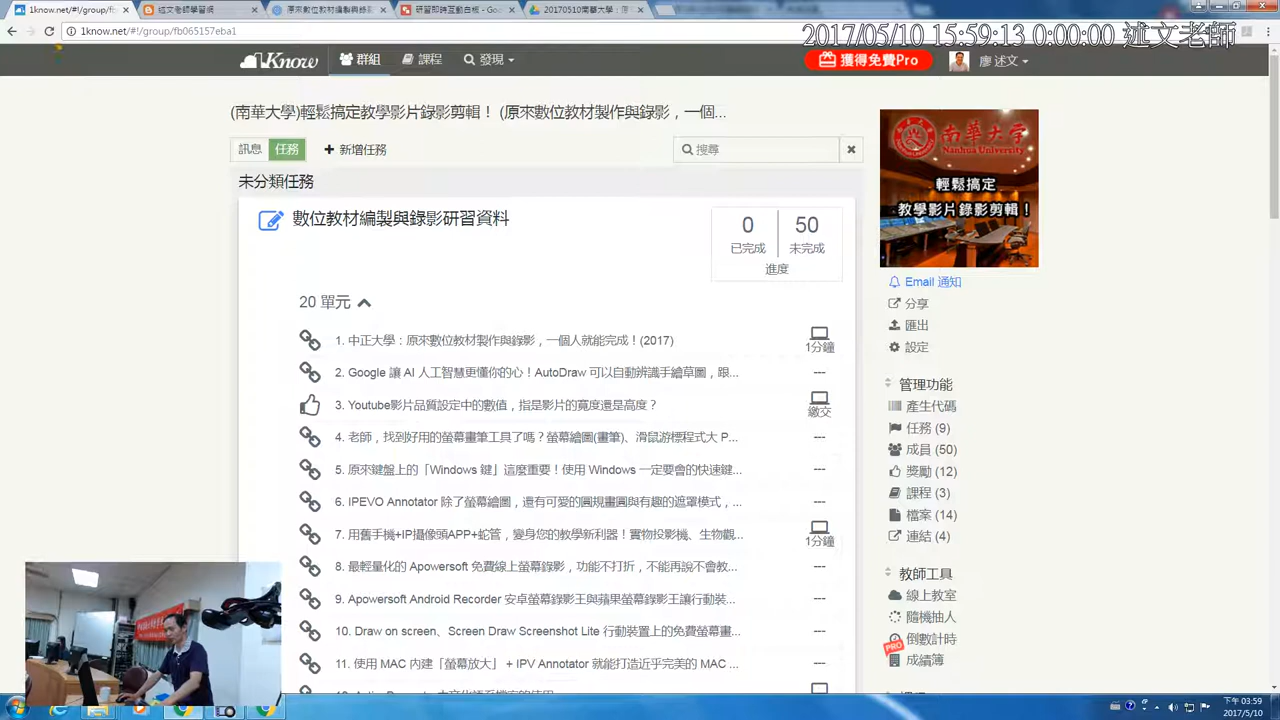 1know.net/#!/group/fb
述文老師學習網
原來數位教材編製與錄影
研習即時互動白板 - Goo
20170510南華大學：原
1know.net/#!/group/fb065157eba1
2017/05/10 15:59:13 0:00:00 述文老師
1Know
群組
課程
發現
獲得免費Pro
廖 述文
(南華大學)輕鬆搞定教學影片錄影剪輯！ (原來數位教材製作與錄影，一個...
訊息
任務
新增任務
搜尋
未分類任務
數位教材編製與錄影研習資料
0
50
已完成
未完成
進度
20 單元
1. 中正大學：原來數位教材製作與錄影，一個人就能完成！(2017)
1分鐘
2. Google 讓 AI 人工智慧更懂你的心！AutoDraw 可以自動辨識手繪草圖，跟...
---
3. Youtube影片品質設定中的數值，指是影片的寬度還是高度？
繳交
4. 老師，找到好用的螢幕畫筆工具了嗎？螢幕繪圖(畫筆)、滑鼠游標程式大 P...
---
5. 原來鍵盤上的「Windows 鍵」這麼重要！使用 Windows 一定要會的快速鍵...
---
6. IPEVO Annotator 除了螢幕繪圖，還有可愛的圓規畫圓與有趣的遮罩模式，...
---
7. 用舊手機+IP攝像頭APP+蛇管，變身您的教學新利器！實物投影機、生物觀...
1分鐘
8. 最輕量化的 Apowersoft 免費線上螢幕錄影，功能不打折，不能再說不會教...
---
9. Apowersoft Android Recorder 安卓螢幕錄影王與蘋果螢幕錄影王讓行動裝...
---
10. Draw on screen、Screen Draw Screenshot Lite 行動裝置上的免費螢幕畫...
---
11. 使用 MAC 內建「螢幕放大」 + IPV Annotator 就能打造近乎完美的 MAC ...
---
南華大学
Nanhua University
輕鬆搞定
教學影片錄影剪輯！
Email 通知
分享
匯出
設定
管理功能
產生代碼
任務 (9)
成員 (50)
獎勵 (12)
課程 (3)
檔案 (14)
連結 (4)
教師工具
線上教室
隨機抽人
倒數計時
PRO
成績簿
下午 03:59
2017/5/10